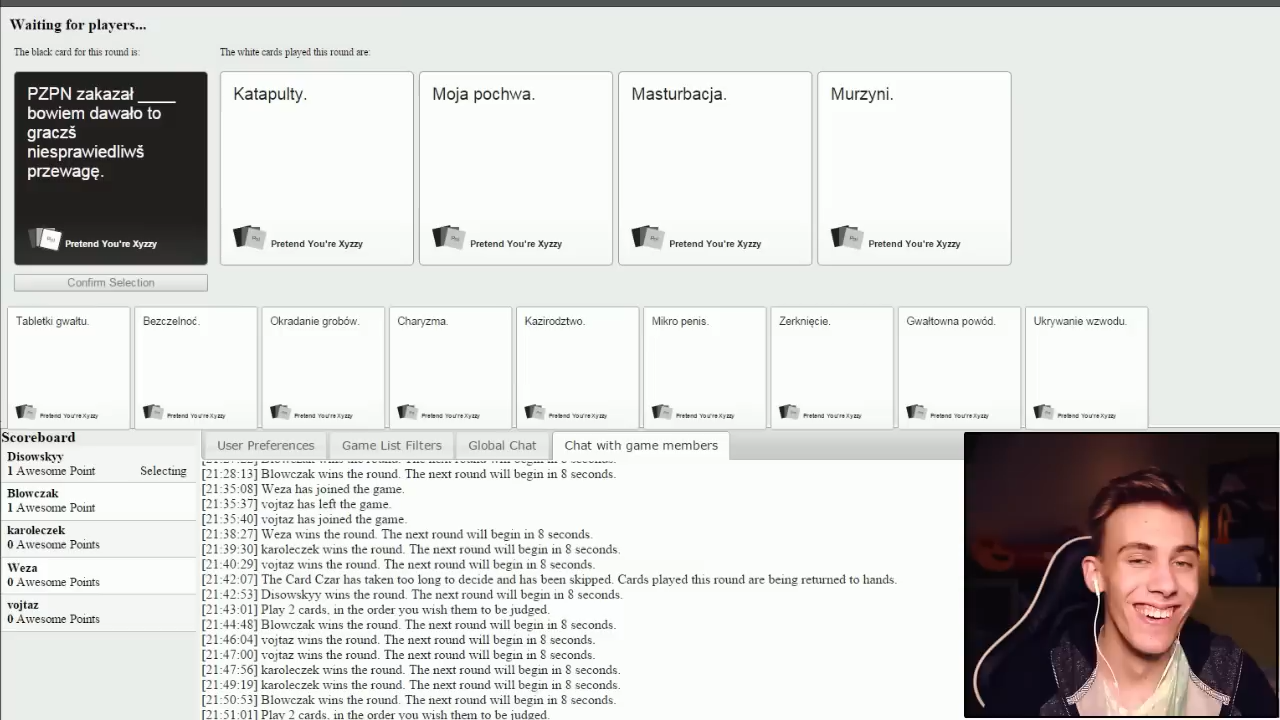 Waiting for players...
The black card for this round is:
The white cards played this round are:
PZPN zakazał ____
bowiem dawało to
graczš
niesprawiedliwš
przewagę.
Pretend You're Xyzzy
Katapulty.
Pretend You're Xyzzy
Moja pochwa.
Pretend You're Xyzzy
Masturbacja.
Pretend You're Xyzzy
Murzyni.
Pretend You're Xyzzy
Confirm Selection
Tabletki gwałtu.
Pretend You're Xyzzy
Bezczelnoć.
Pretend You're Xyzzy
Okradanie grobów.
Pretend You're Xyzzy
Charyzma.
Pretend You're Xyzzy
Kazirodztwo.
Pretend You're Xyzzy
Mikro penis.
Pretend You're Xyzzy
Zerknięcie.
Pretend You're Xyzzy
Gwałtowna powód.
Pretend You're Xyzzy
Ukrywanie wzwodu.
Pretend You're Xyzzy
Scoreboard
Disowskyy
1 Awesome Point Selecting
Blowczak
1 Awesome Point
karoleczek
0 Awesome Points
Weza
0 Awesome Points
vojtaz
0 Awesome Points
User Preferences
Game List Filters
Global Chat
Chat with game members
Blowczak wins the round. The next round will begin in 8 seconds.
[21:28:13] Blowczak wins the round. The next round will begin in 8 seconds.
[21:35:08] Weza has joined the game.
[21:35:37] vojtaz has left the game.
[21:35:40] vojtaz has joined the game.
[21:38:27] Weza wins the round. The next round will begin in 8 seconds.
[21:39:30] karoleczek wins the round. The next round will begin in 8 seconds.
[21:40:29] vojtaz wins the round. The next round will begin in 8 seconds.
[21:42:07] The Card Czar has taken too long to decide and has been skipped. Cards played this round are being returned to hands.
[21:42:53] Disowskyy wins the round. The next round will begin in 8 seconds.
[21:43:01] Play 2 cards, in the order you wish them to be judged.
[21:44:48] Blowczak wins the round. The next round will begin in 8 seconds.
[21:46:04] vojtaz wins the round. The next round will begin in 8 seconds.
[21:47:00] vojtaz wins the round. The next round will begin in 8 seconds.
[21:47:56] karoleczek wins the round. The next round will begin in 8 seconds.
[21:49:19] karoleczek wins the round. The next round will begin in 8 seconds.
[21:50:53] Blowczak wins the round. The next round will begin in 8 seconds.
[21:51:01] Play 2 cards, in the order you wish them to be judged.